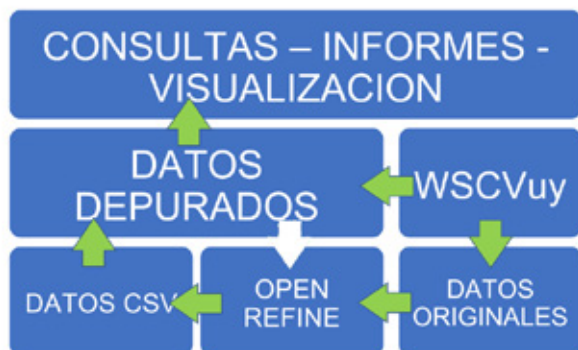 CONSULTAS – INFORMES -
VISUALIZACION
DATOS
DEPURADOS
WSCVuy
DATOS CSV
OPEN
REFINE
DATOS
ORIGINALES